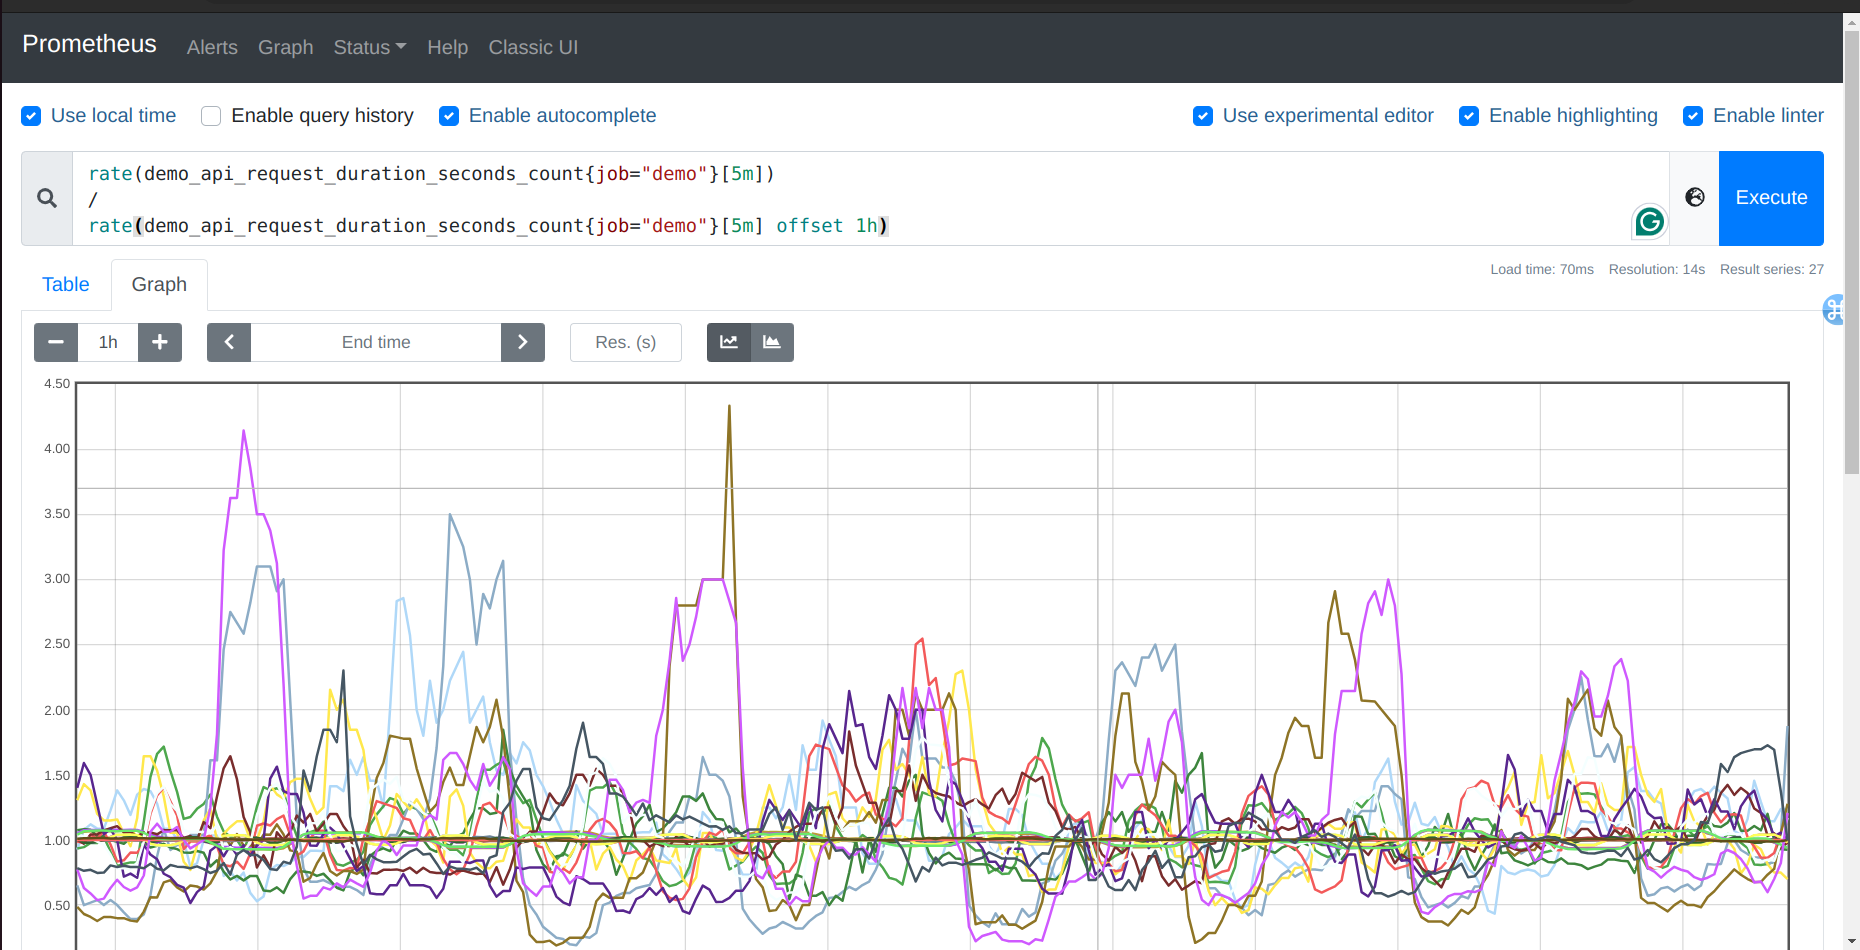 Prometheus Alerts Graph Status Help Classic UI
Use local time Enable query history Enable autocomplete Use experimental editor Enable highlighting Enable linter
rate(demo_api_request_duration_seconds_count{job="demo"}[5m])
/
rate(demo_api_request_duration_seconds_count{job="demo"}[5m] offset 1h)
Execute
Load time: 70ms Resolution: 14s Result series: 27
Table Graph
1h End time Res. (s)
4.50
4.00
3.50
3.00
2.50
2.00
1.50
1.00
0.50